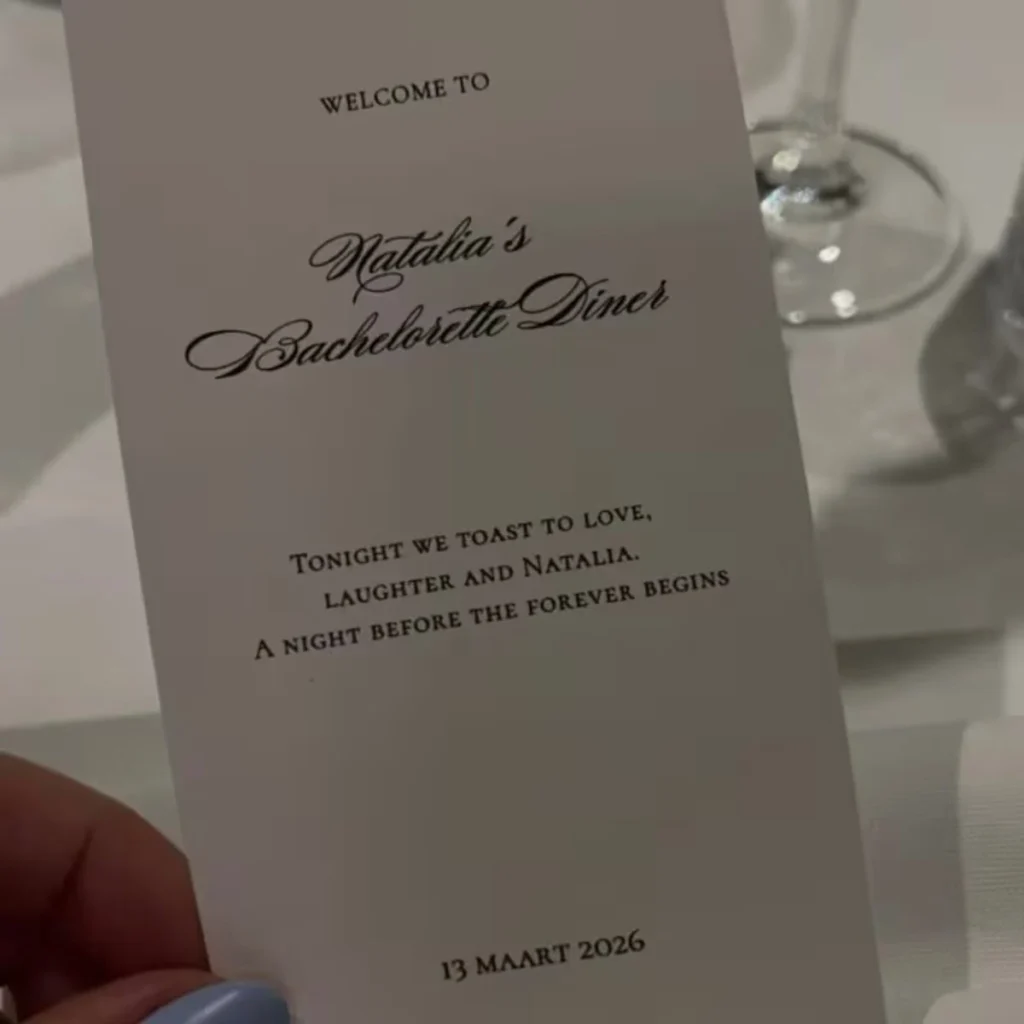 WELCOME TO
Natalia's
Bachelorette Diner
TONIGHT WE TOAST TO LOVE,
LAUGHTER AND NATALIA.
A NIGHT BEFORE THE FOREVER BEGINS
13 MAART 2026